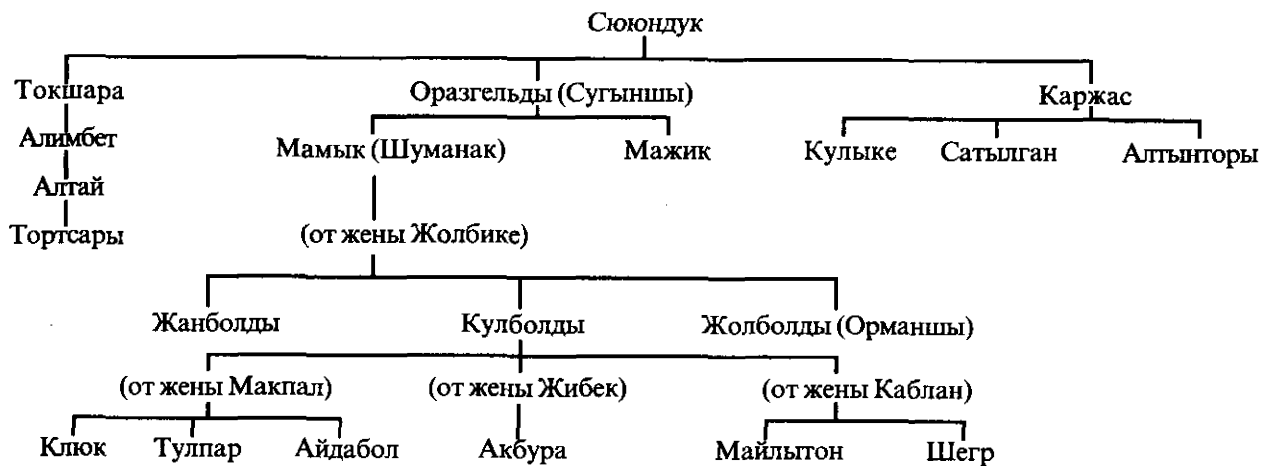 Сююндук
Токшара Оразгельды (Сугыншы) Каржас
Алимбет Мамык (Шуманак) Мажик Кулыке Сатылган Алтынторы
Алтай
Тортсары (от жены Жолбике)
Жанболды Кулболды Жолболды (Орманшы)
(от жены Макпал) (от жены Жибек) (от жены Каблан)
Клюк Тулпар Айдабол Акбура Майлытон Шегр